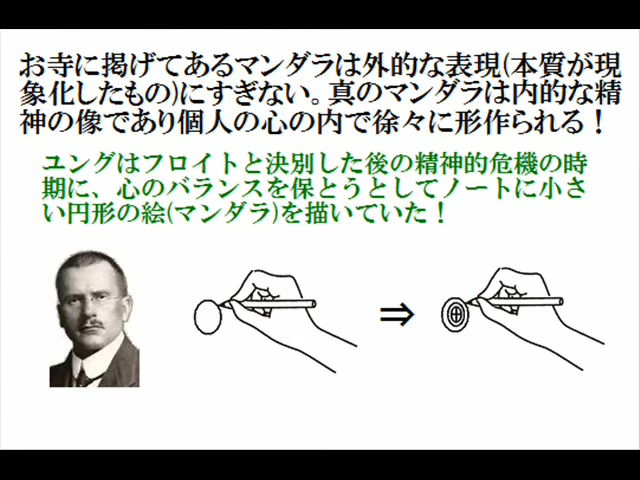 お寺に掲げてあるマンダラは外的な表現(本質が現
象化したもの)にすぎない。真のマンダラは内的な精
神の像であり個人の心の内で徐々に形作られる！
ユングはフロイトと決別した後の精神的危機の時
期に、心のバランスを保とうとしてノートに小さ
い円形の絵(マンダラ)を描いていた！
⇒